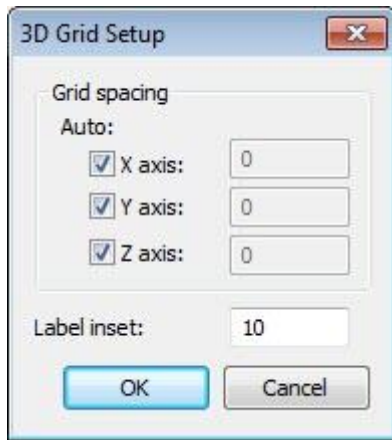 3D Grid Setup
Grid spacing
Auto:
X axis: 0
Y axis: 0
Z axis: 0
Label inset: 10
OK Cancel